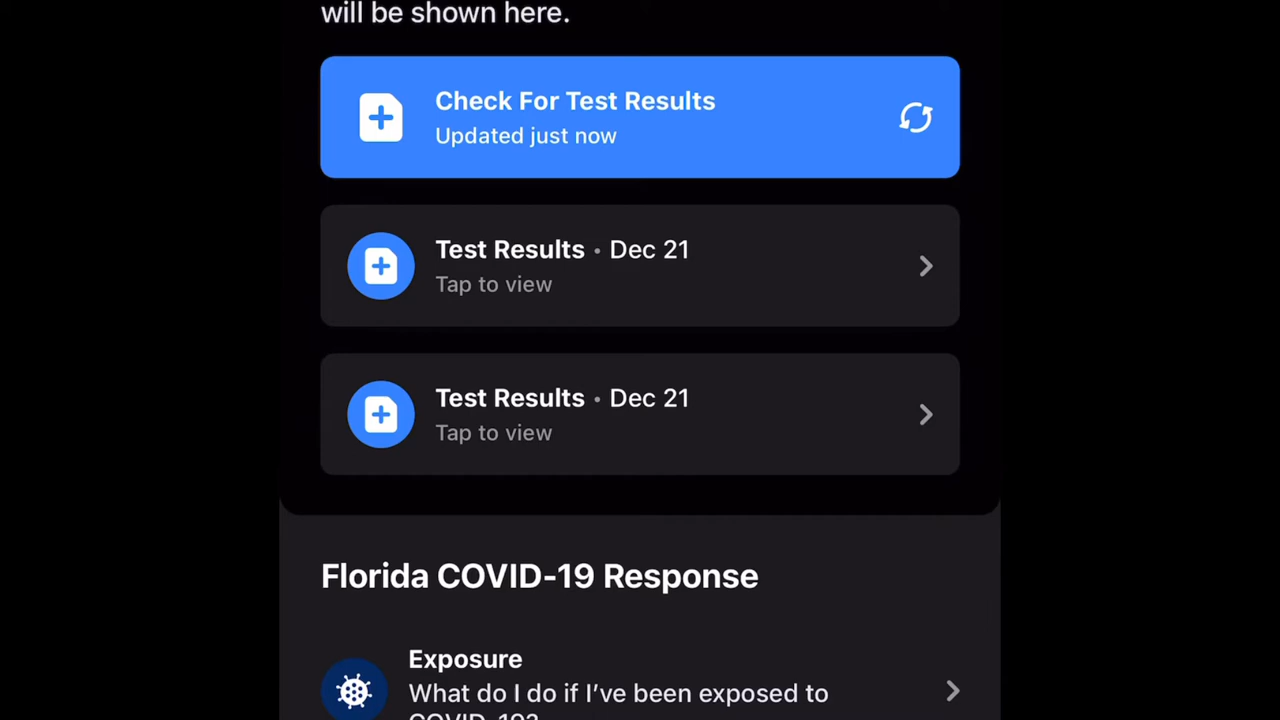 will be shown here.
Check For Test Results
Updated just now
Test Results • Dec 21
Tap to view
Test Results • Dec 21
Tap to view
Florida COVID-19 Response
Exposure
What do I do if I’ve been exposed to
COVID-19?